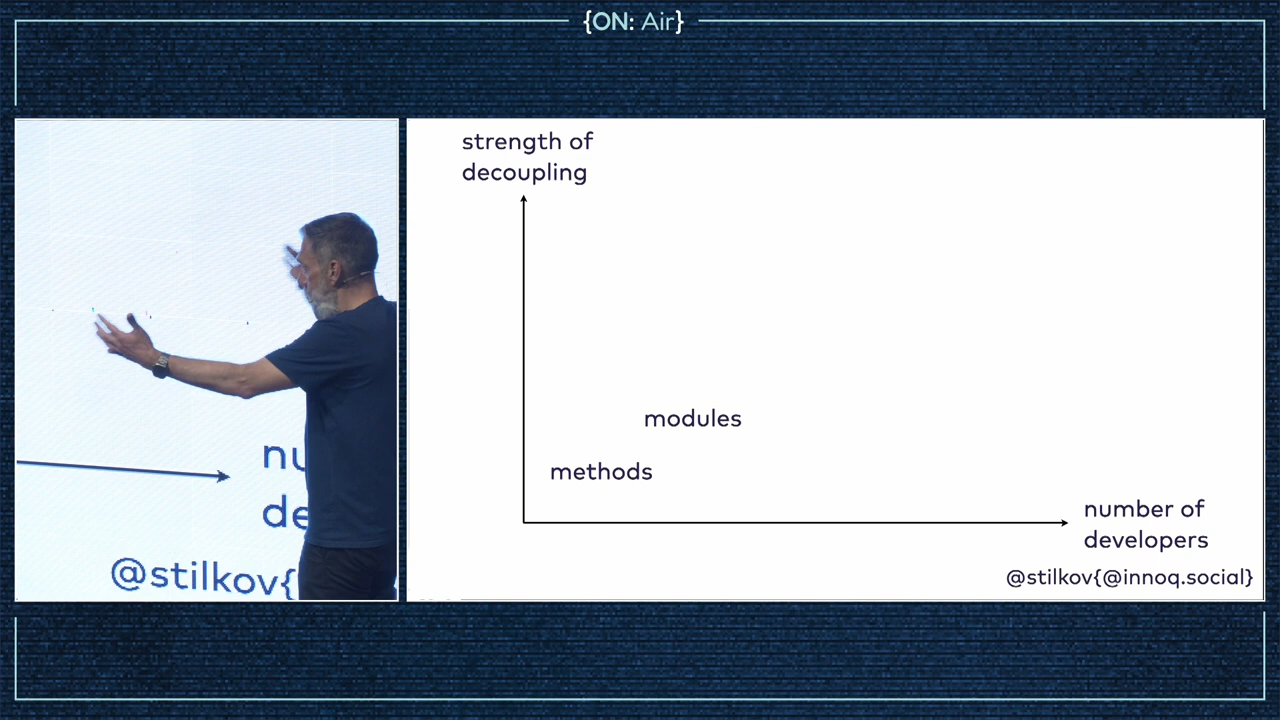 {ON: Air}
nu
de
@stilkov{
strength of
decoupling
modules
methods
number of
developers
@stilkov{@innoq.social}